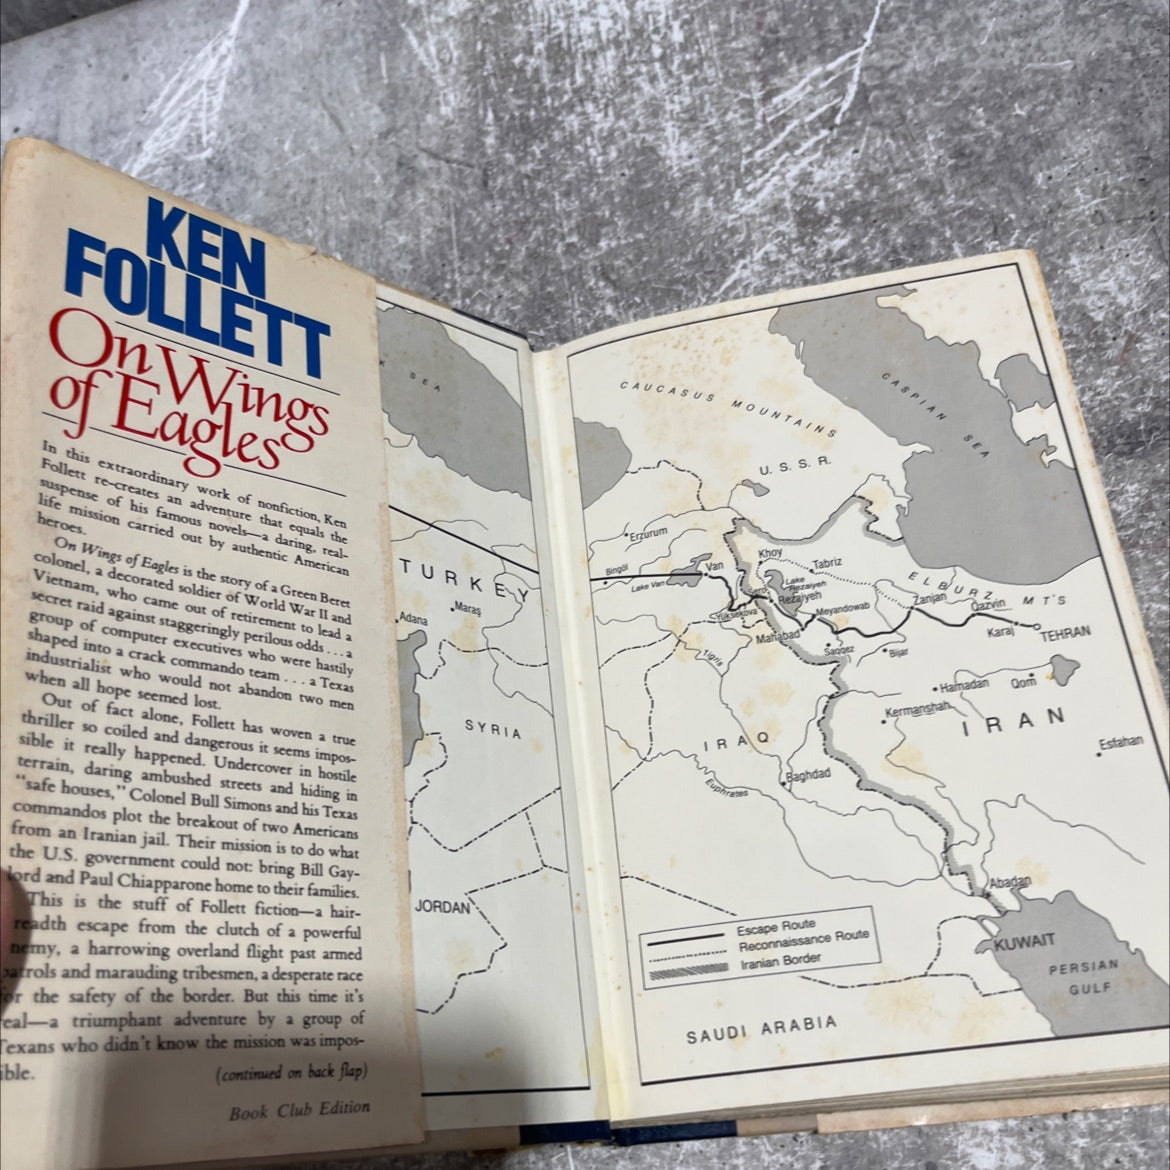 KEN
FOLLETT
On Wings
of Eagles
In this extraordinary work of nonfiction, Ken
Follett re-creates an adventure that equals the
suspense of his famous novels—a daring, real-
life mission carried out by authentic American
heroes.
On Wings of Eagles is the story of a Green Beret
colonel, a decorated soldier of World War II and
Vietnam, who came out of retirement to lead a
secret raid against staggeringly perilous odds . . . a
group of computer executives who were hastily
shaped into a crack commando team . . . a Texas
industrialist who would not abandon two men
when all hope seemed lost.
Out of fact alone, Follett has woven a true
thriller so coiled and dangerous it seems impos-
sible it really happened. Undercover in hostile
terrain, daring ambushed streets and hiding in
"safe houses," Colonel Bull Simons and his Texas
commandos plot the breakout of two Americans
from an Iranian jail. Their mission is to do what
the U.S. government could not: bring Bill Gay-
lord and Paul Chiapparone home to their families.
This is the stuff of Follett fiction—a hair-
readth escape from the clutch of a powerful
nemy, a harrowing overland flight past armed
patrols and marauding tribesmen, a desperate race
for the safety of the border. But this time it's
real—a triumphant adventure by a group of
Texans who didn't know the mission was impos-
ible.
(continued on back flap)
Book Club Edition
K SEA
TURKEY
Maraş
Adana
SYRIA
JORDAN
CAUCASUS MOUNTAINS
CASPIAN SEA
U.S.S.R.
Erzurum
Bingöl
Lake Van
Van
Khoy
Tabriz
Lake
Rezaiyeh
Serò
Rezaiyeh
Yuksekova
Meyandowab
Mahabad
ELBURZ MT'S
Zanjan
Qazvin
Karaj
TEHRAN
Saqqez
Bijar
Tigris
Hamadan
Qom
Kermanshah
IRAN
IRAQ
Esfahan
Baghdad
Euphrates
Abadan
Escape Route
Reconnaissance Route
Iranian Border
KUWAIT
PERSIAN
GULF
SAUDI ARABIA